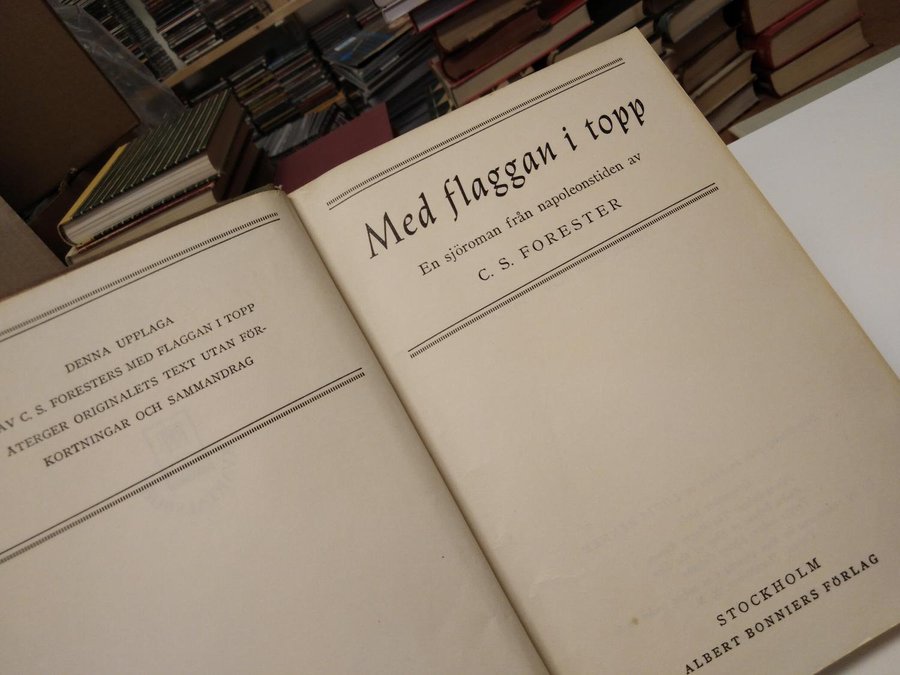 DENNA UPPLAGA
AV C. S. FORESTERS MED FLAGGAN I TOPP
ÅTERGER ORIGINALETS TEXT UTAN FÖR-
KORTNINGAR OCH SAMMANDRAG
Med flaggan i topp
En sjöroman från napoleonstiden av
C. S. FORESTER
STOCKHOLM
ALBERT BONNIERS FÖRLAG